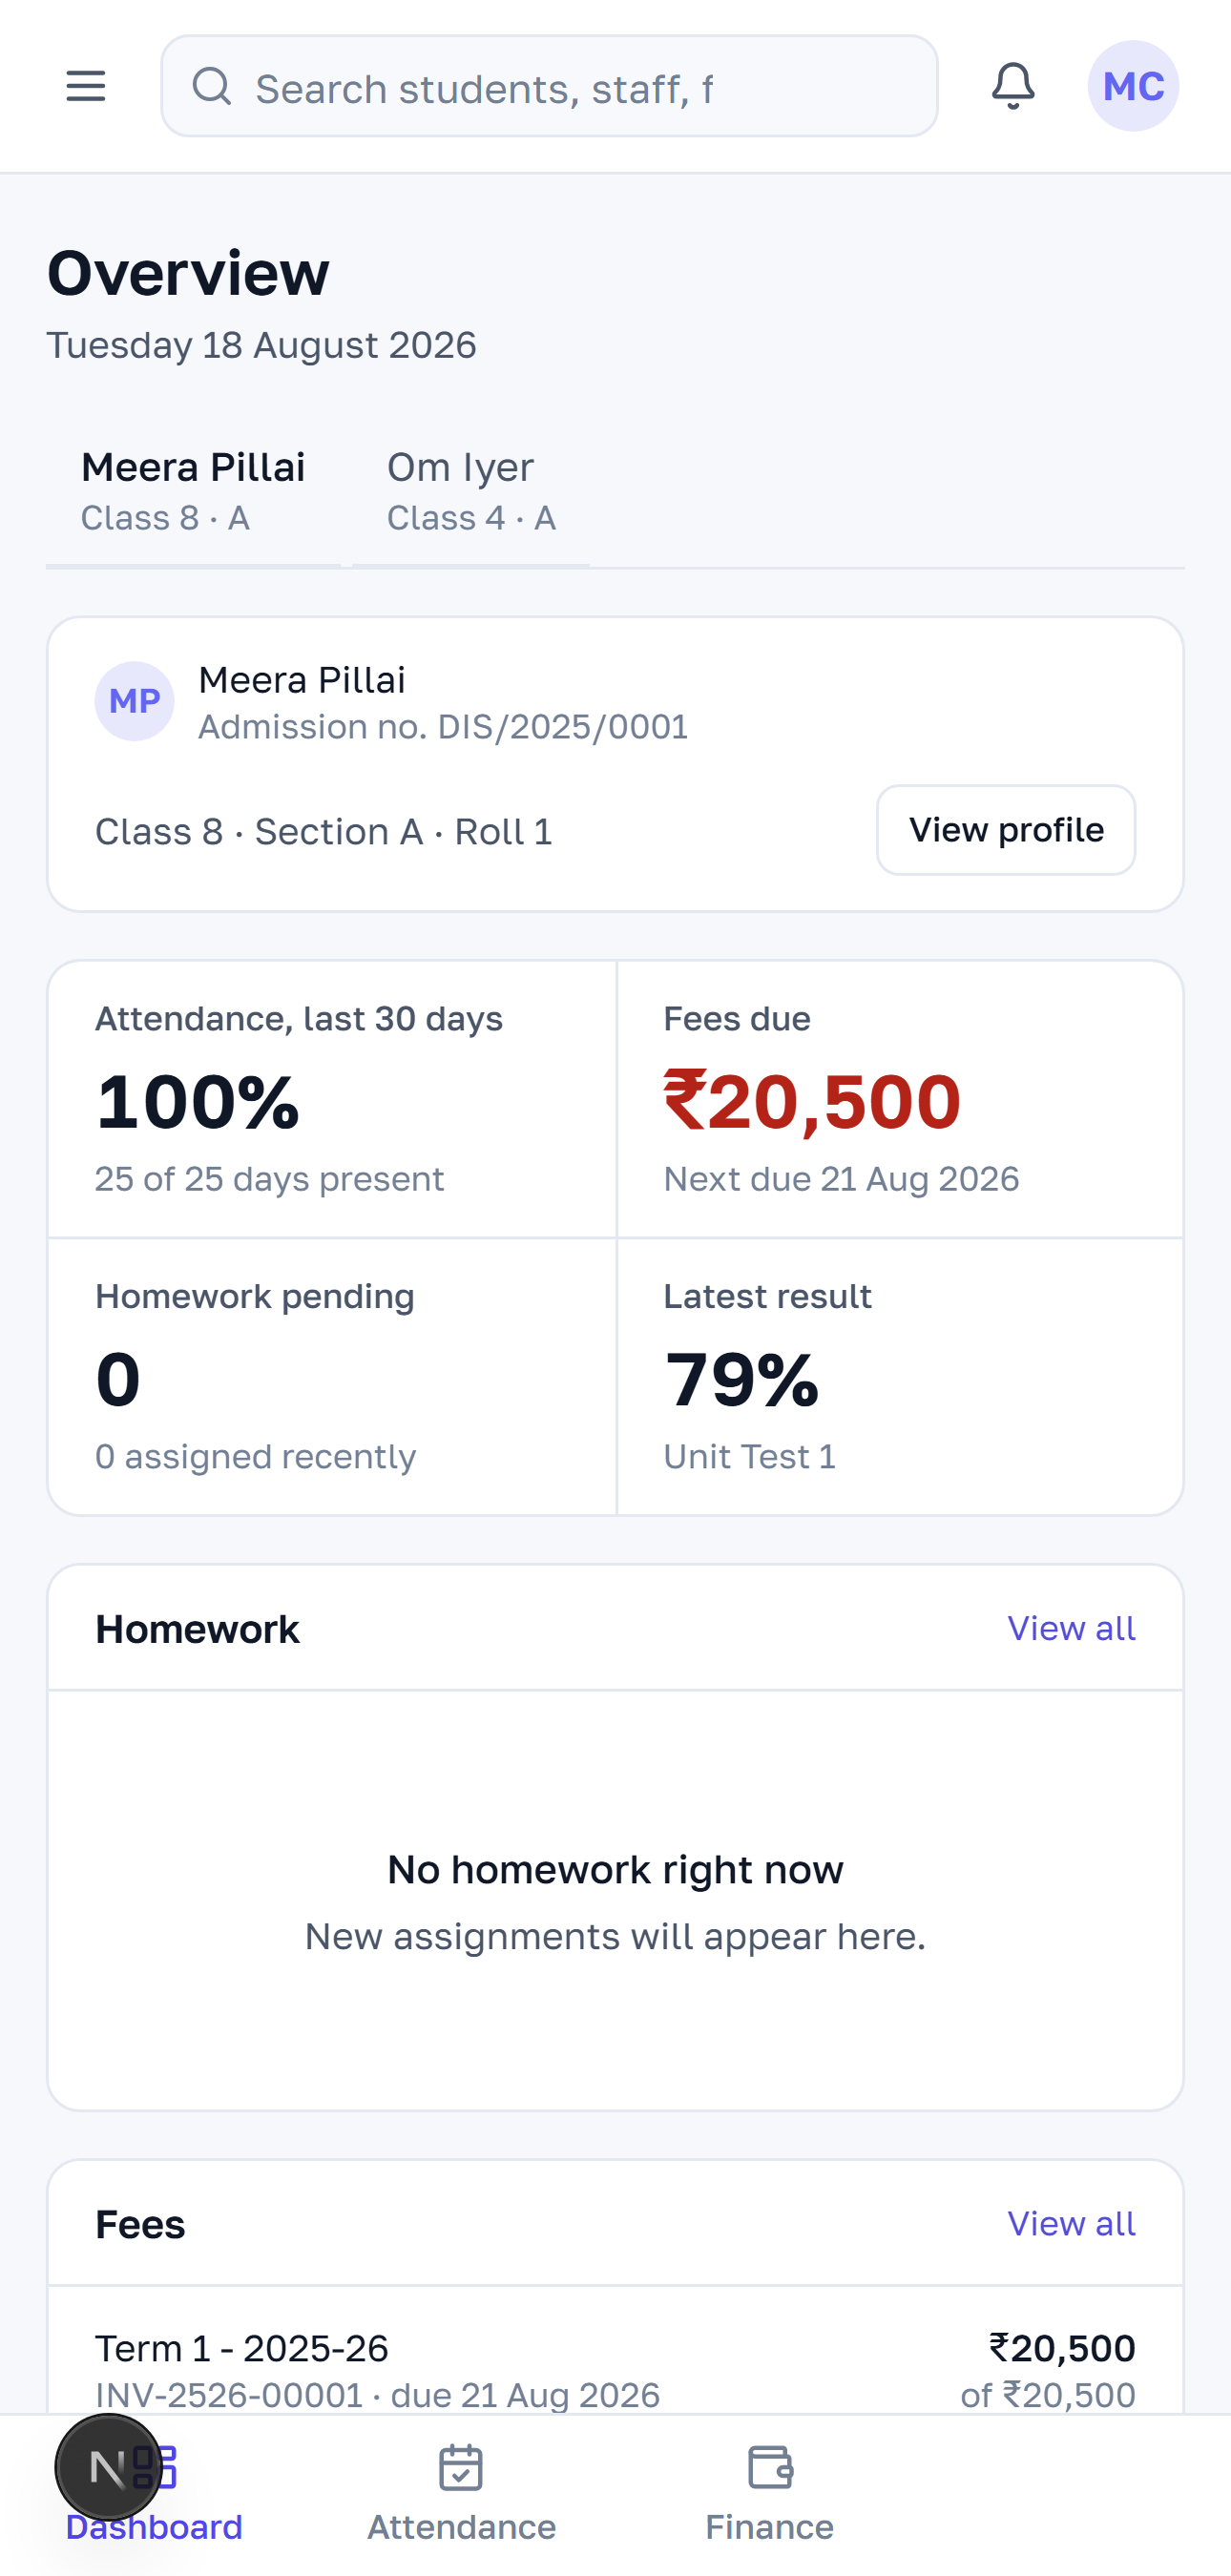 Search students, staff, f
MC
Overview
Tuesday 18 August 2026
Meera Pillai
Class 8 · A
Om Iyer
Class 4 · A
MP
Meera Pillai
Admission no. DIS/2025/0001
Class 8 · Section A · Roll 1
View profile
Attendance, last 30 days
100%
25 of 25 days present
Fees due
₹20,500
Next due 21 Aug 2026
Homework pending
0
0 assigned recently
Latest result
79%
Unit Test 1
Homework
View all
No homework right now
New assignments will appear here.
Fees
View all
Term 1 - 2025-26
₹20,500
INV-2526-00001 · due 21 Aug 2026
of ₹20,500
N
Dashboard
Attendance
Finance